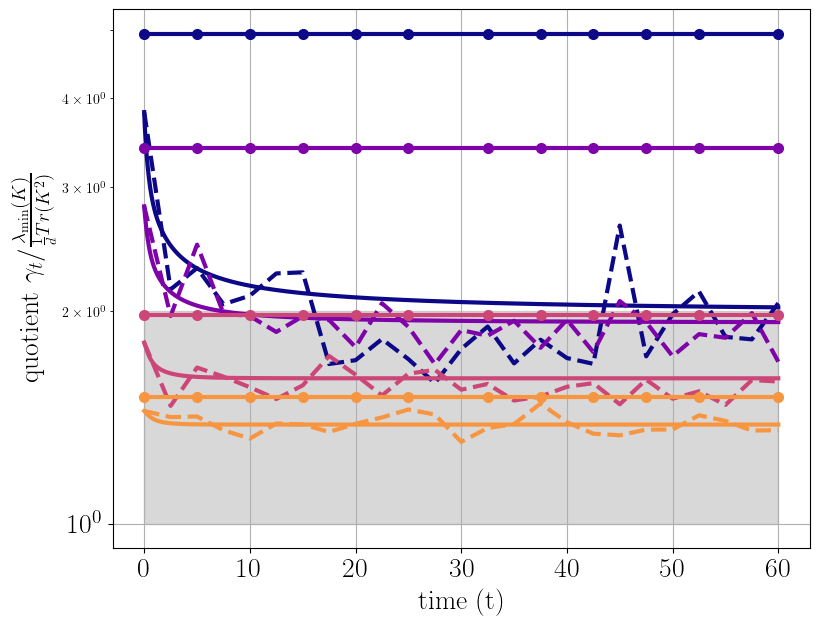 4 × 10⁰
3 × 10⁰
2 × 10⁰
10⁰
quotient γₜ/ λ_min(K) / (1/d)Tr(K²)
0 10 20 30 40 50 60
time (t)